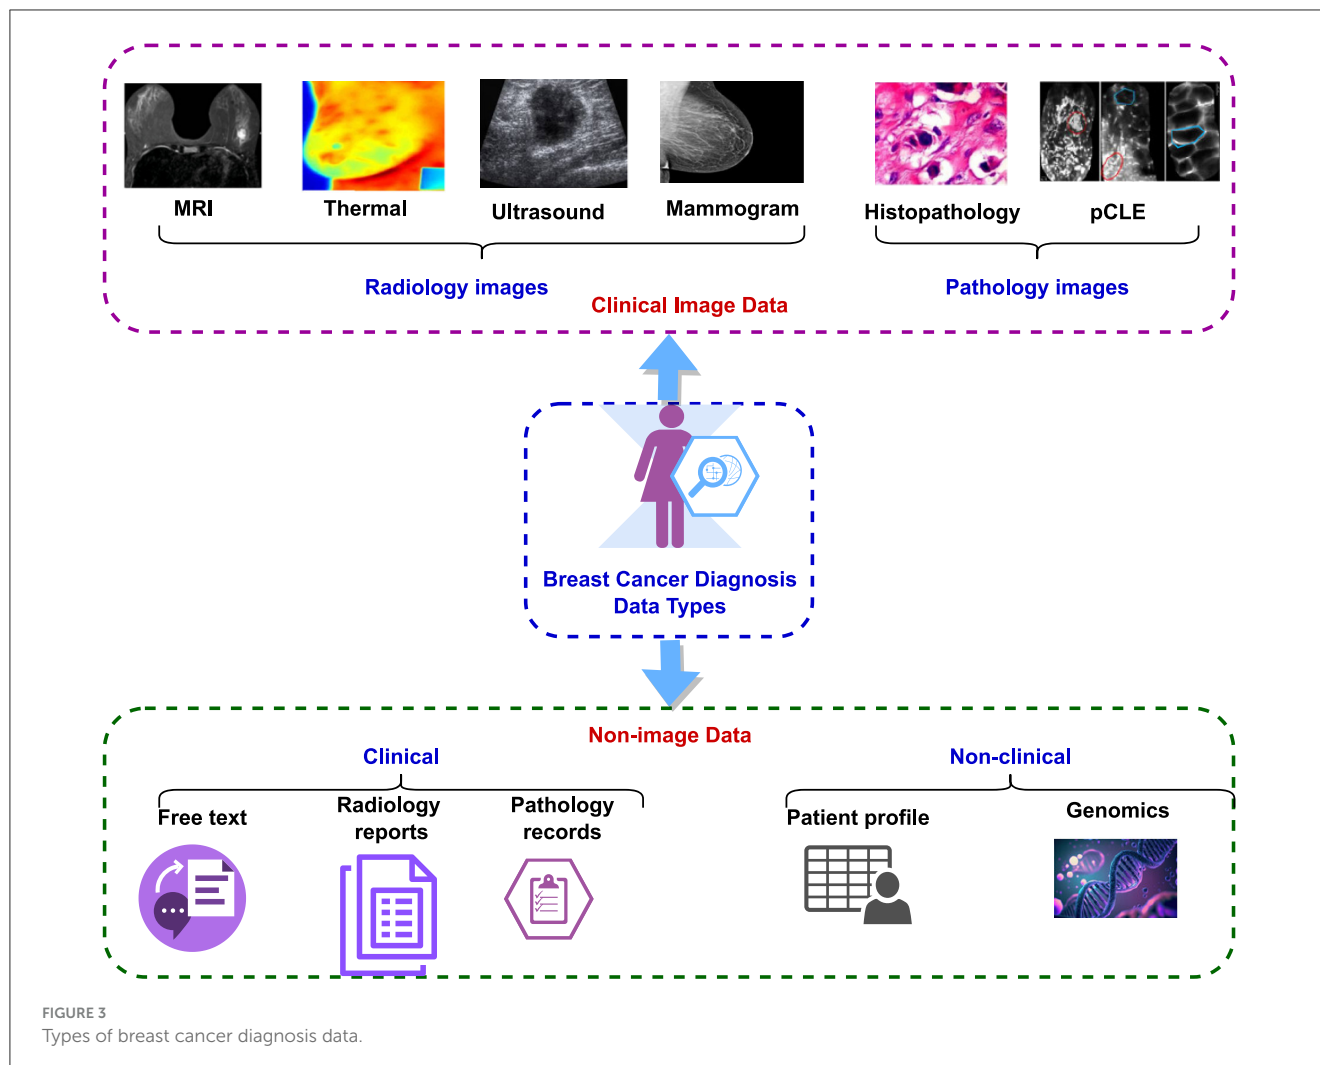 MRI
Thermal
Ultrasound
Mammogram
Histopathology
pCLE
Radiology images
Pathology images
Clinical Image Data
Breast Cancer Diagnosis
Data Types
Non-image Data
Clinical
Non-clinical
Free text
Radiology
reports
Pathology
records
Patient profile
Genomics
FIGURE 3
Types of breast cancer diagnosis data.